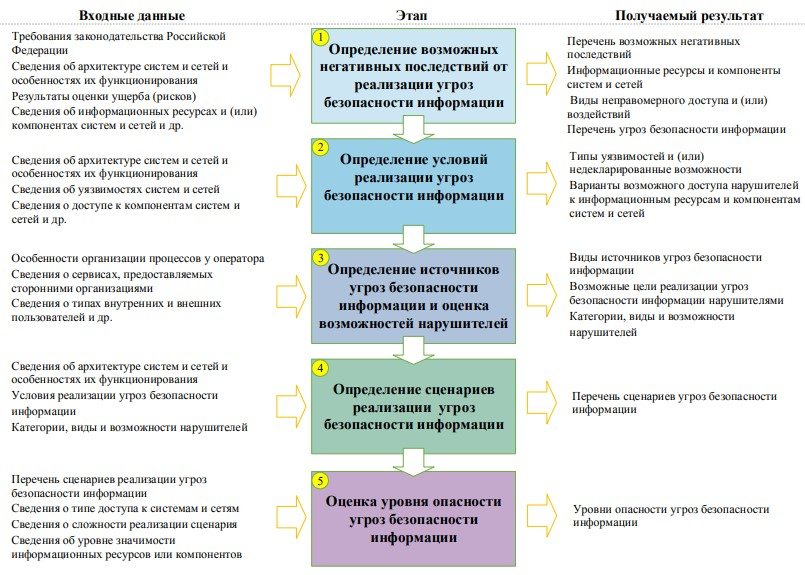 Входные данные
Этап
Получаемый результат
Требования законодательства Российской
Федерации
Сведения об архитектуре систем и сетей и
особенностях их функционирования
Результаты оценки ущерба (рисков)
Сведения об информационных ресурсах и (или)
компонентах систем и сетей и др.
1
Определение возможных
негативных последствий от
реализации угроз
безопасности информации
Перечень возможных негативных
последствий
Информационные ресурсы и компоненты
систем и сетей
Виды неправомерного доступа и (или)
воздействий
Перечень угроз безопасности информации
Сведения об архитектуре систем и сетей и
особенностях их функционирования
Сведения об уязвимостях систем и сетей
Сведения о доступе к компонентам систем и
сетей и др.
2
Определение условий
реализации угроз
безопасности информации
Типы уязвимостей и (или)
недекларированные возможности
Варианты возможного доступа нарушителей
к информационным ресурсам и компонентам
систем и сетей
Особенности организации процессов у оператора
Сведения о сервисах, предоставляемых
сторонними организациями
Сведения о типах внутренних и внешних
пользователей и др.
3
Определение источников
угроз безопасности
информации и оценка
возможностей нарушителей
Виды источников угроз безопасности
информации
Возможные цели реализации угроз
безопасности информации нарушителями
Категории, виды и возможности
нарушителей
Сведения об архитектуре систем и сетей и
особенностях их функционирования
Условия реализации угроз безопасности
информации
Категории, виды и возможности нарушителей
4
Определение сценариев
реализации угроз
безопасности информации
Перечень сценариев угроз безопасности
информации
Перечень сценариев реализации угроз
безопасности информации
Сведения о типе доступа к системам и сетям
Сведения о сложности реализации сценария
Сведения об уровне значимости
информационных ресурсов или компонентов
5
Оценка уровня опасности
угроз безопасности
информации
Уровни опасности угроз безопасности
информации